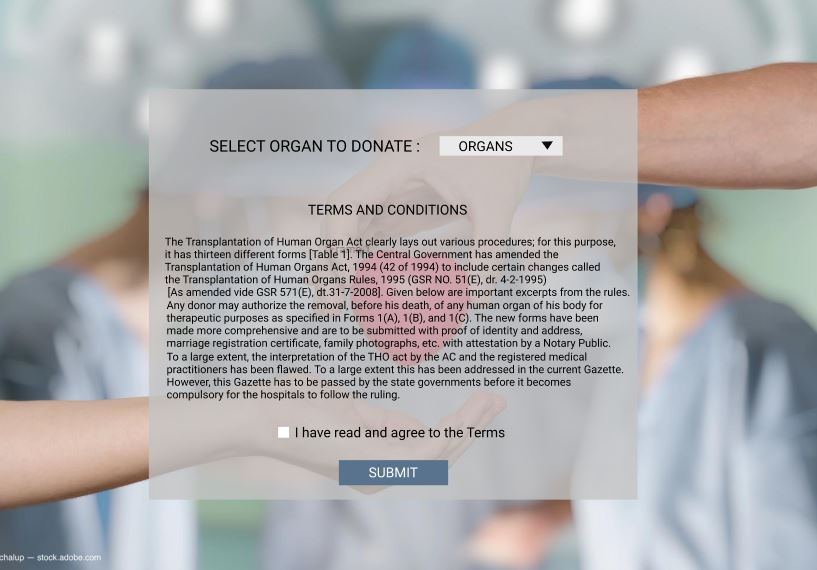 SELECT ORGAN TO DONATE :
ORGANS
TERMS AND CONDITIONS
The Transplantation of Human Organ Act clearly lays out various procedures; for this purpose,
it has thirteen different forms [Table 1]. The Central Government has amended the
Transplantation of Human Organs Act, 1994 (42 of 1994) to include certain changes called
the Transplantation of Human Organs Rules, 1995 (GSR NO. 51(E), dr. 4-2-1995)
[As amended vide GSR 571(E), dt.31-7-2008]. Given below are important excerpts from the rules.
Any donor may authorize the removal, before his death, of any human organ of his body for
therapeutic purposes as specified in Forms 1(A), 1(B), and 1(C). The new forms have been
made more comprehensive and are to be submitted with proof of identity and address,
marriage registration certificate, family photographs, etc. with attestation by a Notary Public.
To a large extent, the interpretation of the THO act by the AC and the registered medical
practitioners has been flawed. To a large extent this has been addressed in the current Gazette.
However, this Gazette has to be passed by the state governments before it becomes
compulsory for the hospitals to follow the ruling.
I have read and agree to the Terms
SUBMIT
chalup — stock.adobe.com